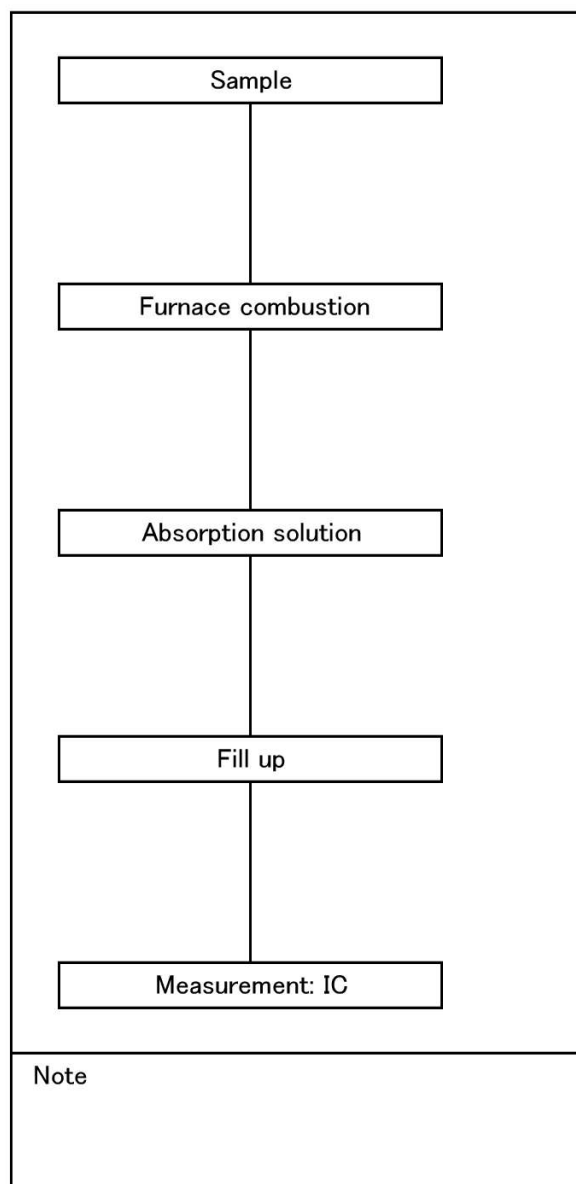 Sample
Furnace combustion
Absorption solution
Fill up
Measurement: IC
Note